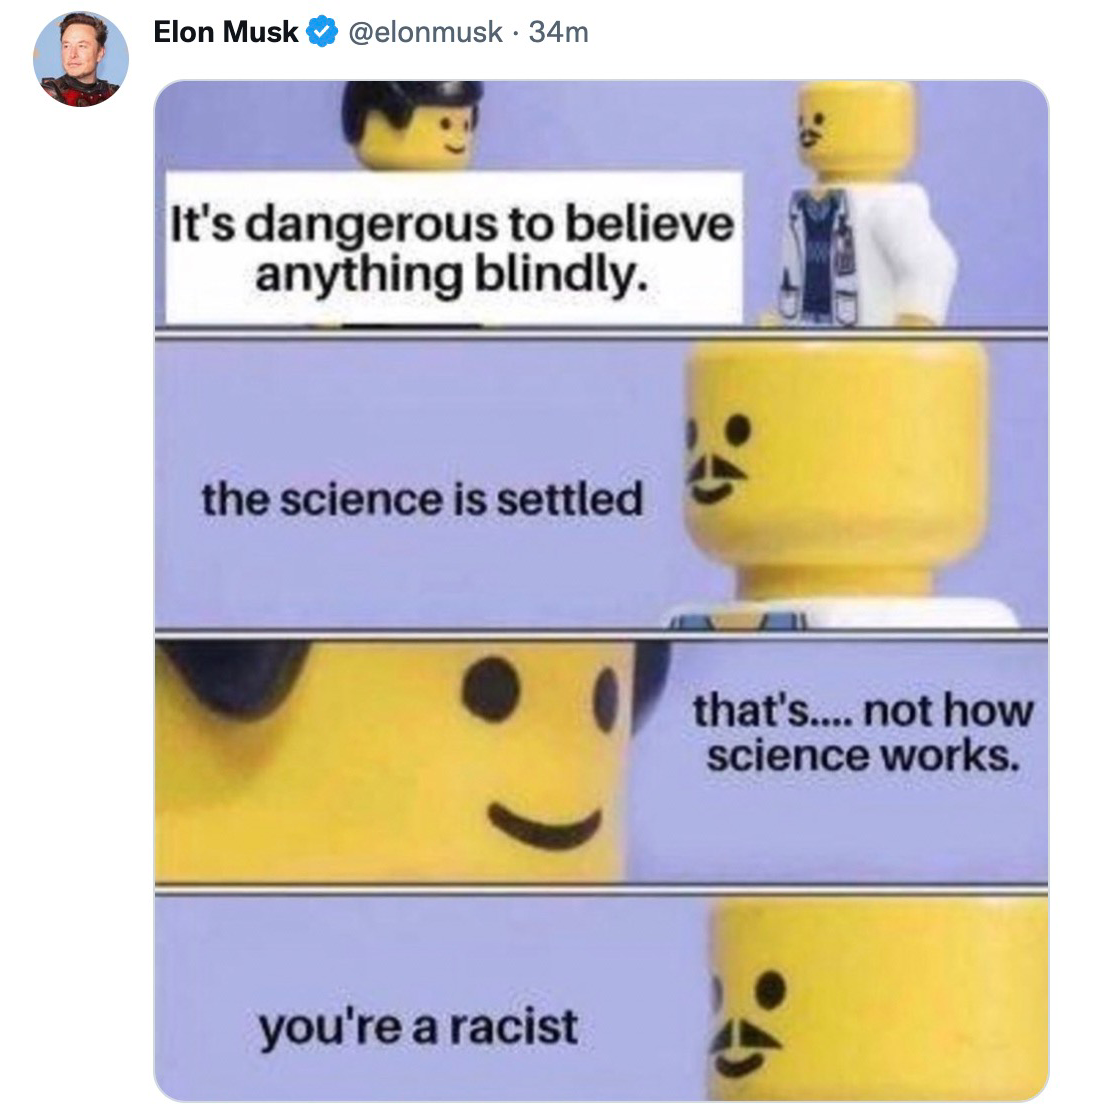 Elon Musk @elonmusk · 34m
It's dangerous to believe
anything blindly.
the science is settled
that's.... not how
science works.
you're a racist